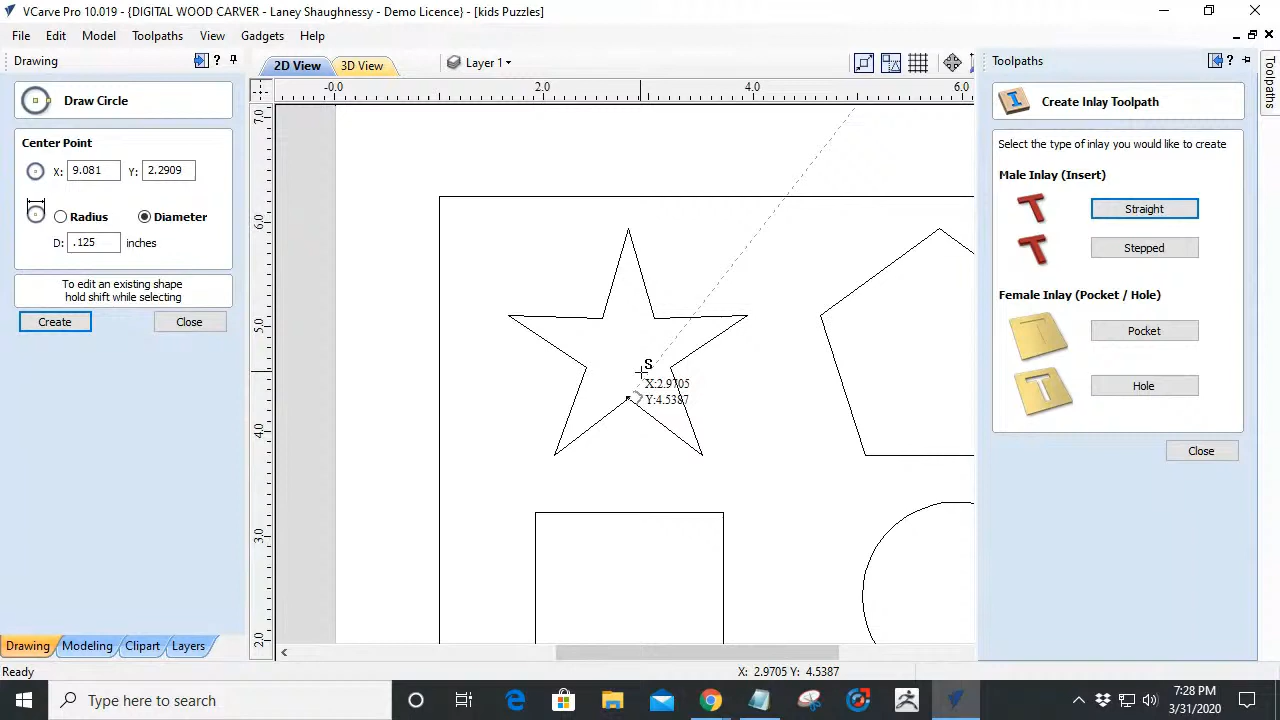 VCarve Pro 10.019 - {DIGITAL WOOD CARVER - Laney Shaughnessy - Demo Licence} - [kids Puzzles]
File Edit Model Toolpaths View Gadgets Help
Drawing ?
2D View 3D View Layer 1
Toolpaths ?
Toolpaths
-0.0 2.0 4.0 6.0
7.0
6.0
5.0
4.0
3.0
2.0
Draw Circle
Center Point
X: 9.081 Y: 2.2909
Radius Diameter
D: .125 inches
To edit an existing shape
hold shift while selecting
Create Close
S
X:2.9705
Y:4.5387
Create Inlay Toolpath
Select the type of inlay you would like to create
Male Inlay (Insert)
Straight
Stepped
Female Inlay (Pocket / Hole)
Pocket
Hole
Close
Drawing Modeling Clipart Layers
Ready X: 2.9705 Y: 4.5387
Type here to search
7:28 PM
3/31/2020